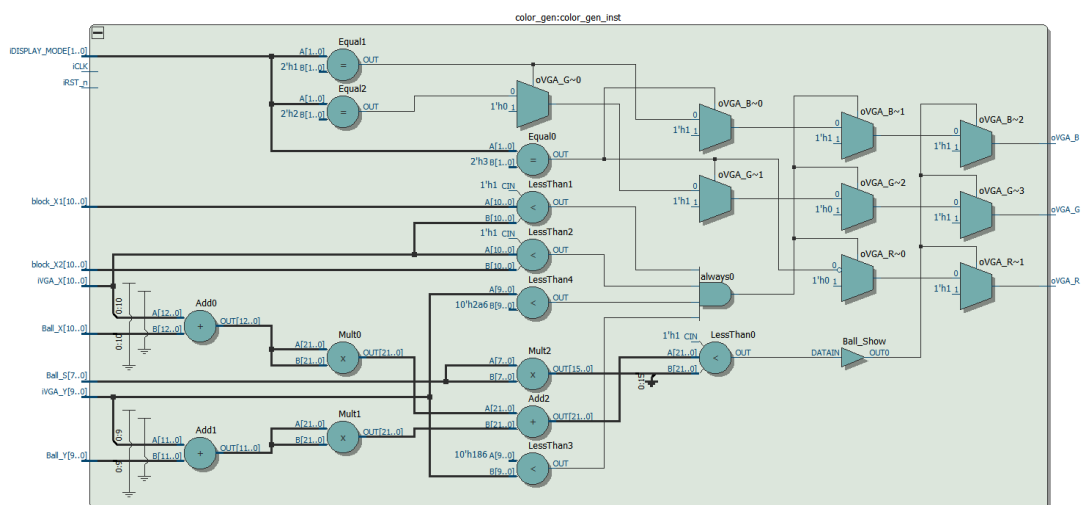 color_gen:color_gen_inst
iDISPLAY_MODE[1..0]
iCLK
iRST_n
Equal1
A[1..0]
2'h1 B[1..0]
=
OUT
Equal2
A[1..0]
2'h2 B[1..0]
=
OUT
oVGA_G~0
0
1'h0 1
Equal0
A[1..0]
2'h3 B[1..0]
=
OUT
oVGA_B~0
0
1'h1 1
oVGA_G~1
0
1'h1 1
oVGA_B~1
0
1'h1 1
oVGA_B~2
0
1'h1 1
oVGA_B
oVGA_G~2
0
1'h0 1
oVGA_G~3
0
1'h1 1
oVGA_G
oVGA_R~0
0
1'h0 1
oVGA_R~1
0
1'h1 1
oVGA_R
block_X1[10..0]
LessThan1
1'h1 CIN
A[10..0]
B[10..0]
<
OUT
block_X2[10..0]
iVGA_X[10..0]
LessThan2
1'h1 CIN
A[10..0]
B[10..0]
<
OUT
LessThan4
A[9..0]
10'h2a6 B[9..0]
<
OUT
always0
Ball_X[10..0]
0:10
0:10
Add0
A[12..0]
B[12..0]
+
OUT[12..0]
Mult0
A[21..0]
B[21..0]
x
OUT[21..0]
Ball_S[7..0]
iVGA_Y[9..0]
Mult2
A[7..0]
B[7..0]
x
OUT[15..0]
0:15
LessThan0
1'h1 CIN
A[21..0]
B[21..0]
<
OUT
Ball_Show
DATAIN
OUT0
Ball_Y[9..0]
0:9
0:9
Add1
A[11..0]
B[11..0]
+
OUT[11..0]
Mult1
A[21..0]
B[21..0]
x
OUT[21..0]
Add2
A[21..0]
B[21..0]
+
OUT[21..0]
LessThan3
10'h186 A[9..0]
B[9..0]
<
OUT